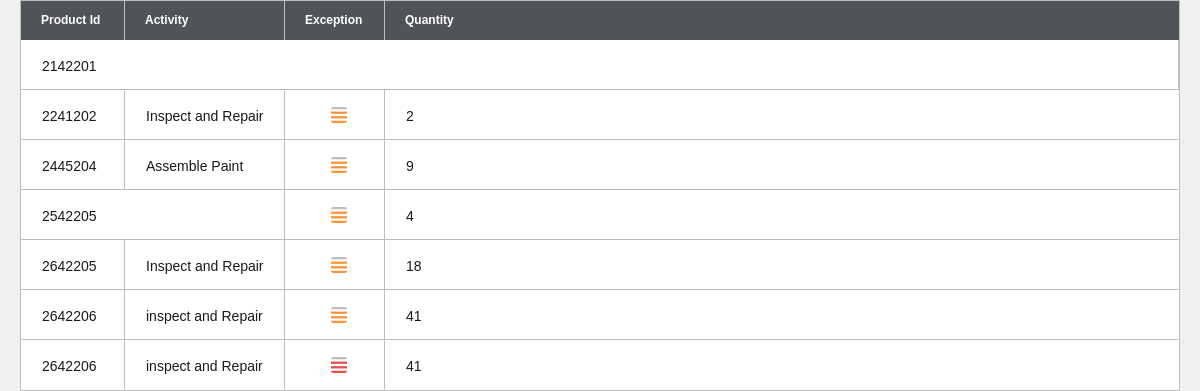 Product Id Activity Exception Quantity
2142201
2241202 Inspect and Repair 2
2445204 Assemble Paint 9
2542205 4
2642205 Inspect and Repair 18
2642206 inspect and Repair 41
2642206 inspect and Repair 41